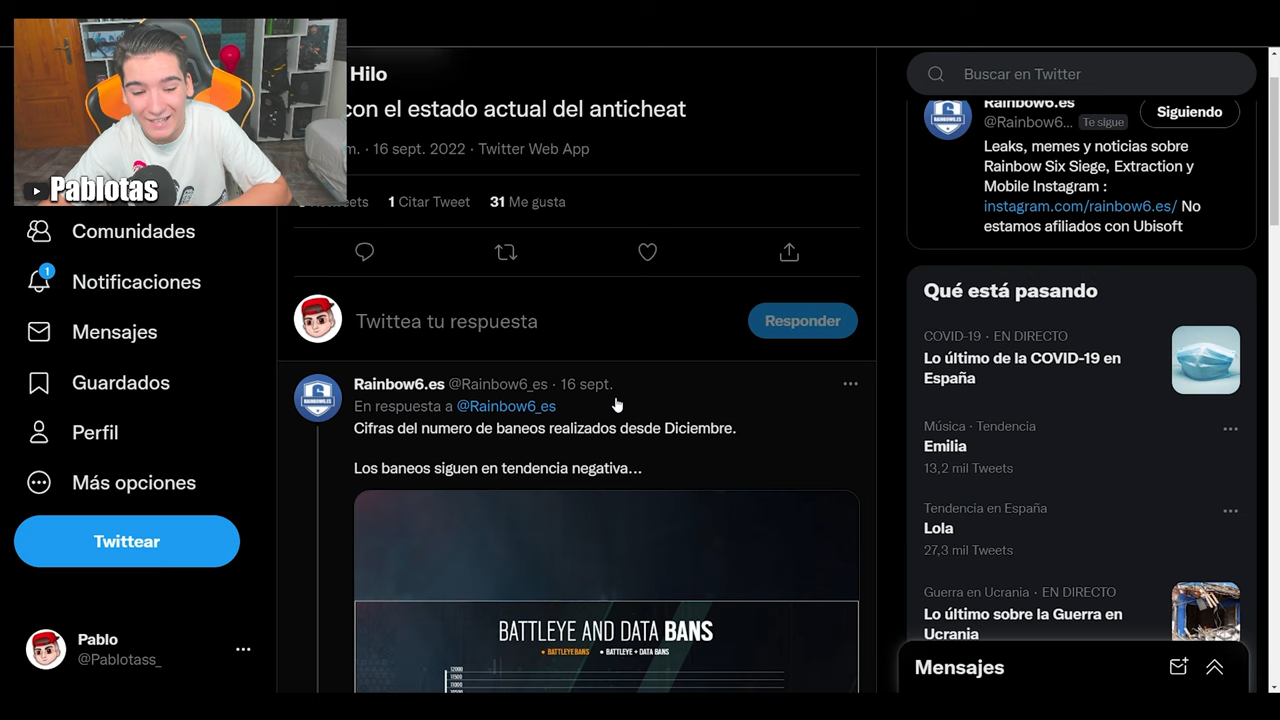 Pablotas
Hilo
con el estado actual del anticheat
m. · 16 sept. 2022 · Twitter Web App
1 Citar Tweet
31 Me gusta
Comunidades
1
Notificaciones
Mensajes
Guardados
Perfil
Más opciones
Twittear
Pablo
@Pablotass_
Twittea tu respuesta
Responder
Rainbow6.es @Rainbow6_es · 16 sept.
En respuesta a @Rainbow6_es
Cifras del numero de baneos realizados desde Diciembre.
Los baneos siguen en tendencia negativa...
BATTLEYE AND DATA BANS
• BATTLEYE BANS • BATTLEYE + DATA BANS
12000
11500
11000
Buscar en Twitter
Rainbow6.es
@Rainbow6... Te sigue
Siguiendo
Leaks, memes y noticias sobre
Rainbow Six Siege, Extraction y
Mobile Instagram :
instagram.com/rainbow6.es/ No
estamos afiliados con Ubisoft
Qué está pasando
COVID-19 · EN DIRECTO
Lo último de la COVID-19 en
España
Música · Tendencia
Emilia
13,2 mil Tweets
Tendencia en España
Lola
27,3 mil Tweets
Guerra en Ucrania · EN DIRECTO
Lo último sobre la Guerra en
Ucrania
Mensajes